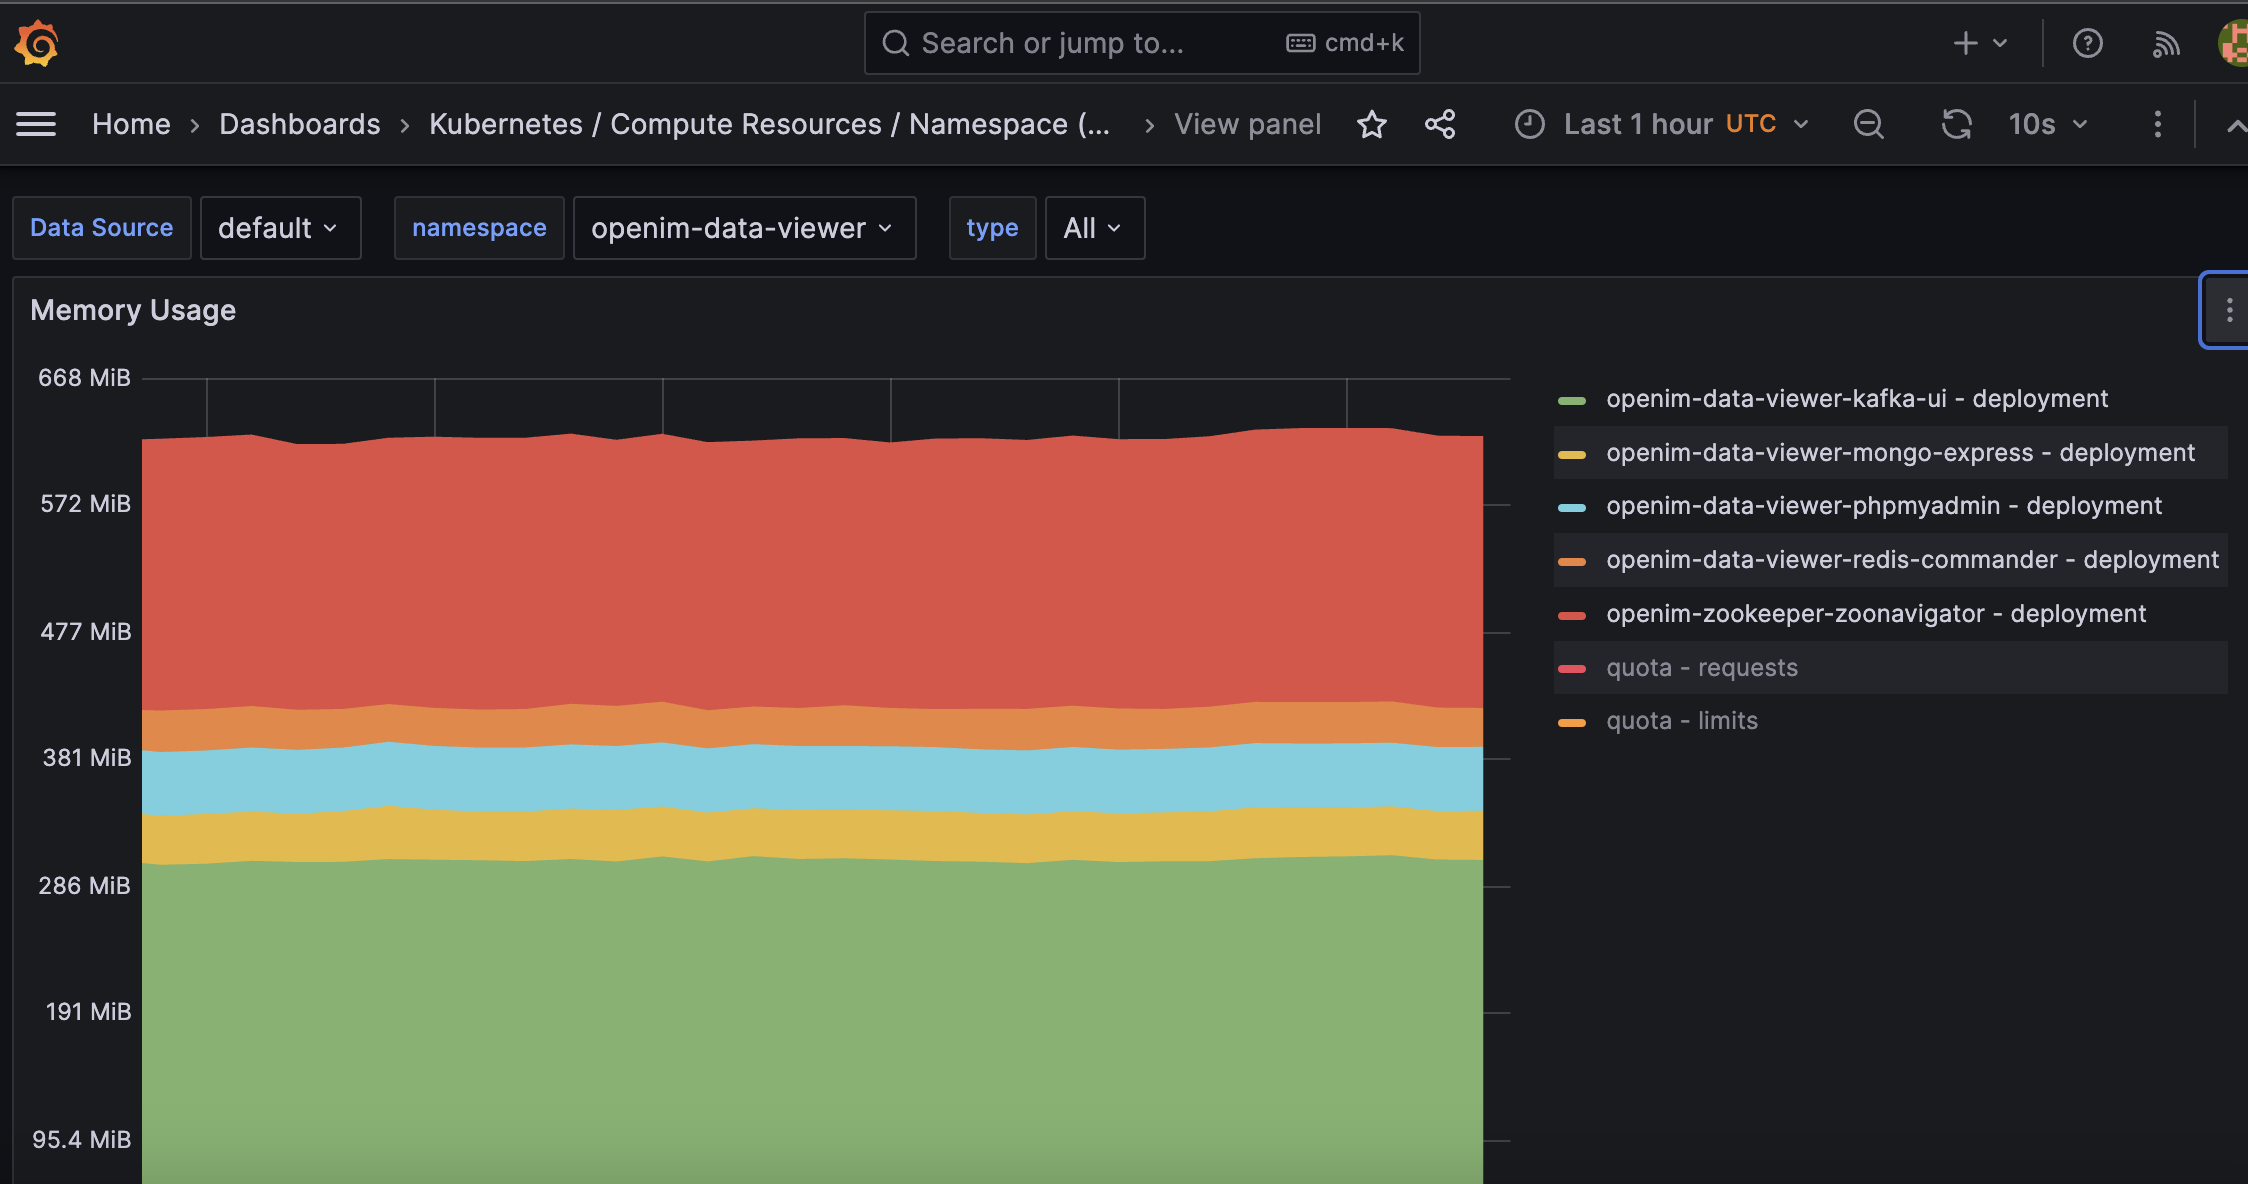 Search or jump to... cmd+k
Home › Dashboards › Kubernetes / Compute Resources / Namespace (... › View panel Last 1 hour UTC 10s
Data Source default namespace openim-data-viewer type All
Memory Usage
668 MiB
572 MiB
477 MiB
381 MiB
286 MiB
191 MiB
95.4 MiB
openim-data-viewer-kafka-ui - deployment
openim-data-viewer-mongo-express - deployment
openim-data-viewer-phpmyadmin - deployment
openim-data-viewer-redis-commander - deployment
openim-zookeeper-zoonavigator - deployment
quota - requests
quota - limits